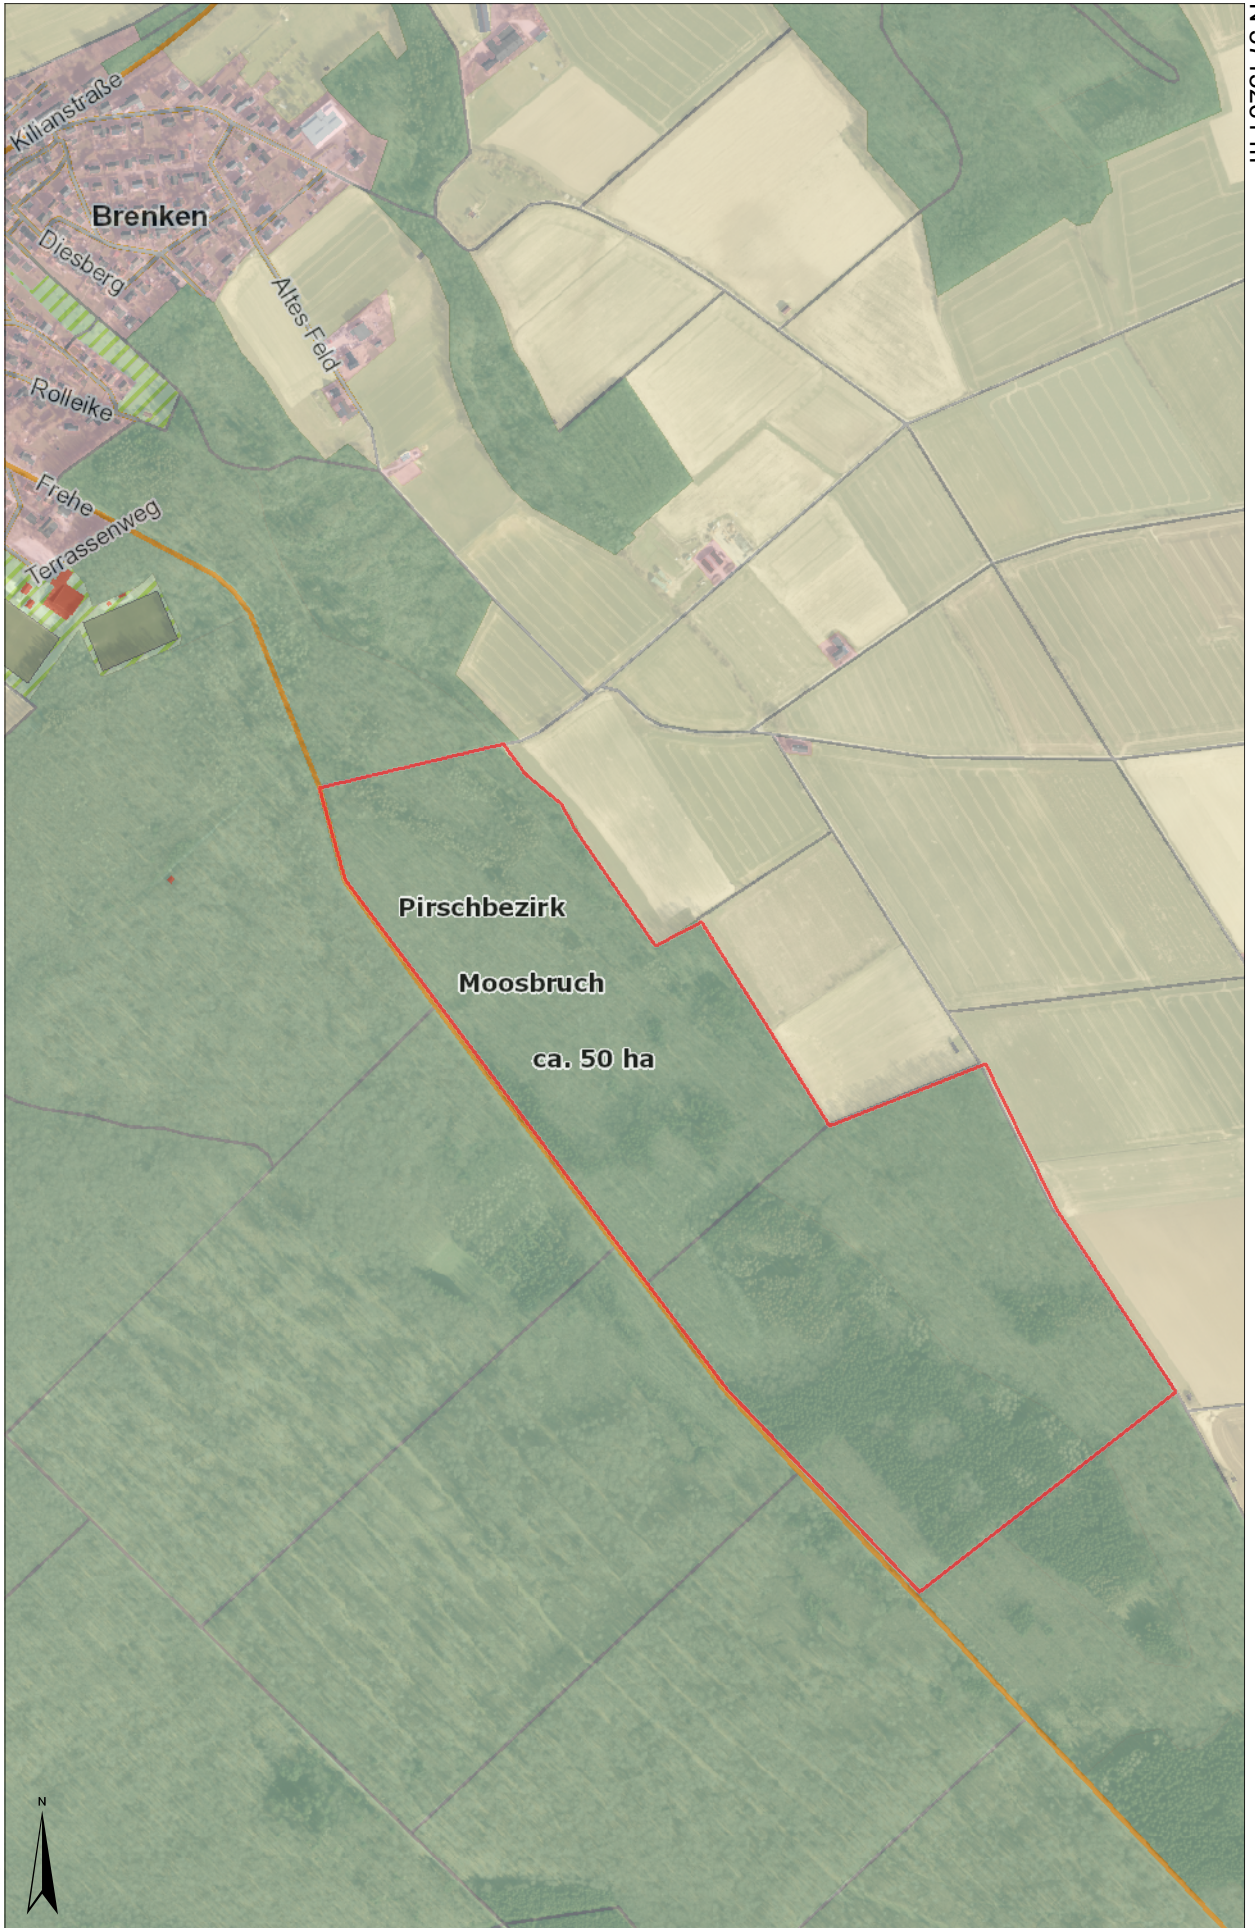 Kilianstraße
Brenken
Diesberg
Altes Feld
Rolleike
Frehe
Terrassenweg
Pirschbezirk
Moosbruch
ca. 50 ha
N